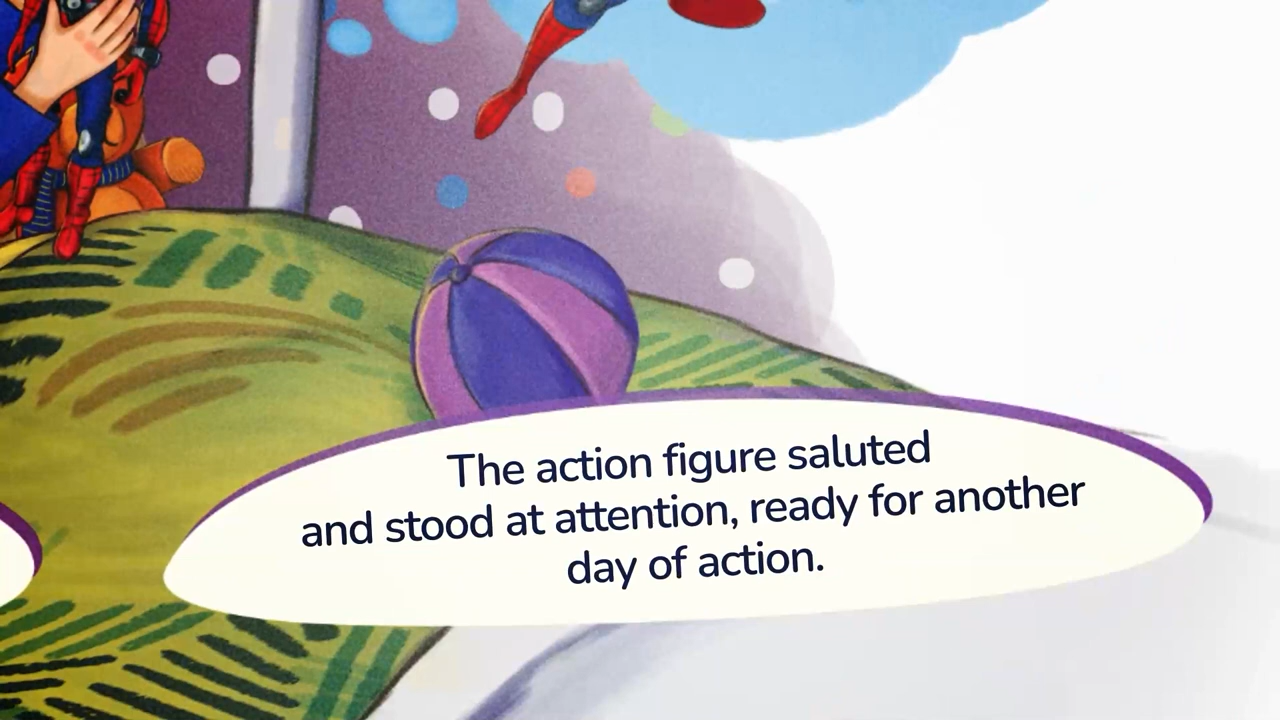 The action figure saluted
and stood at attention, ready for another
day of action.